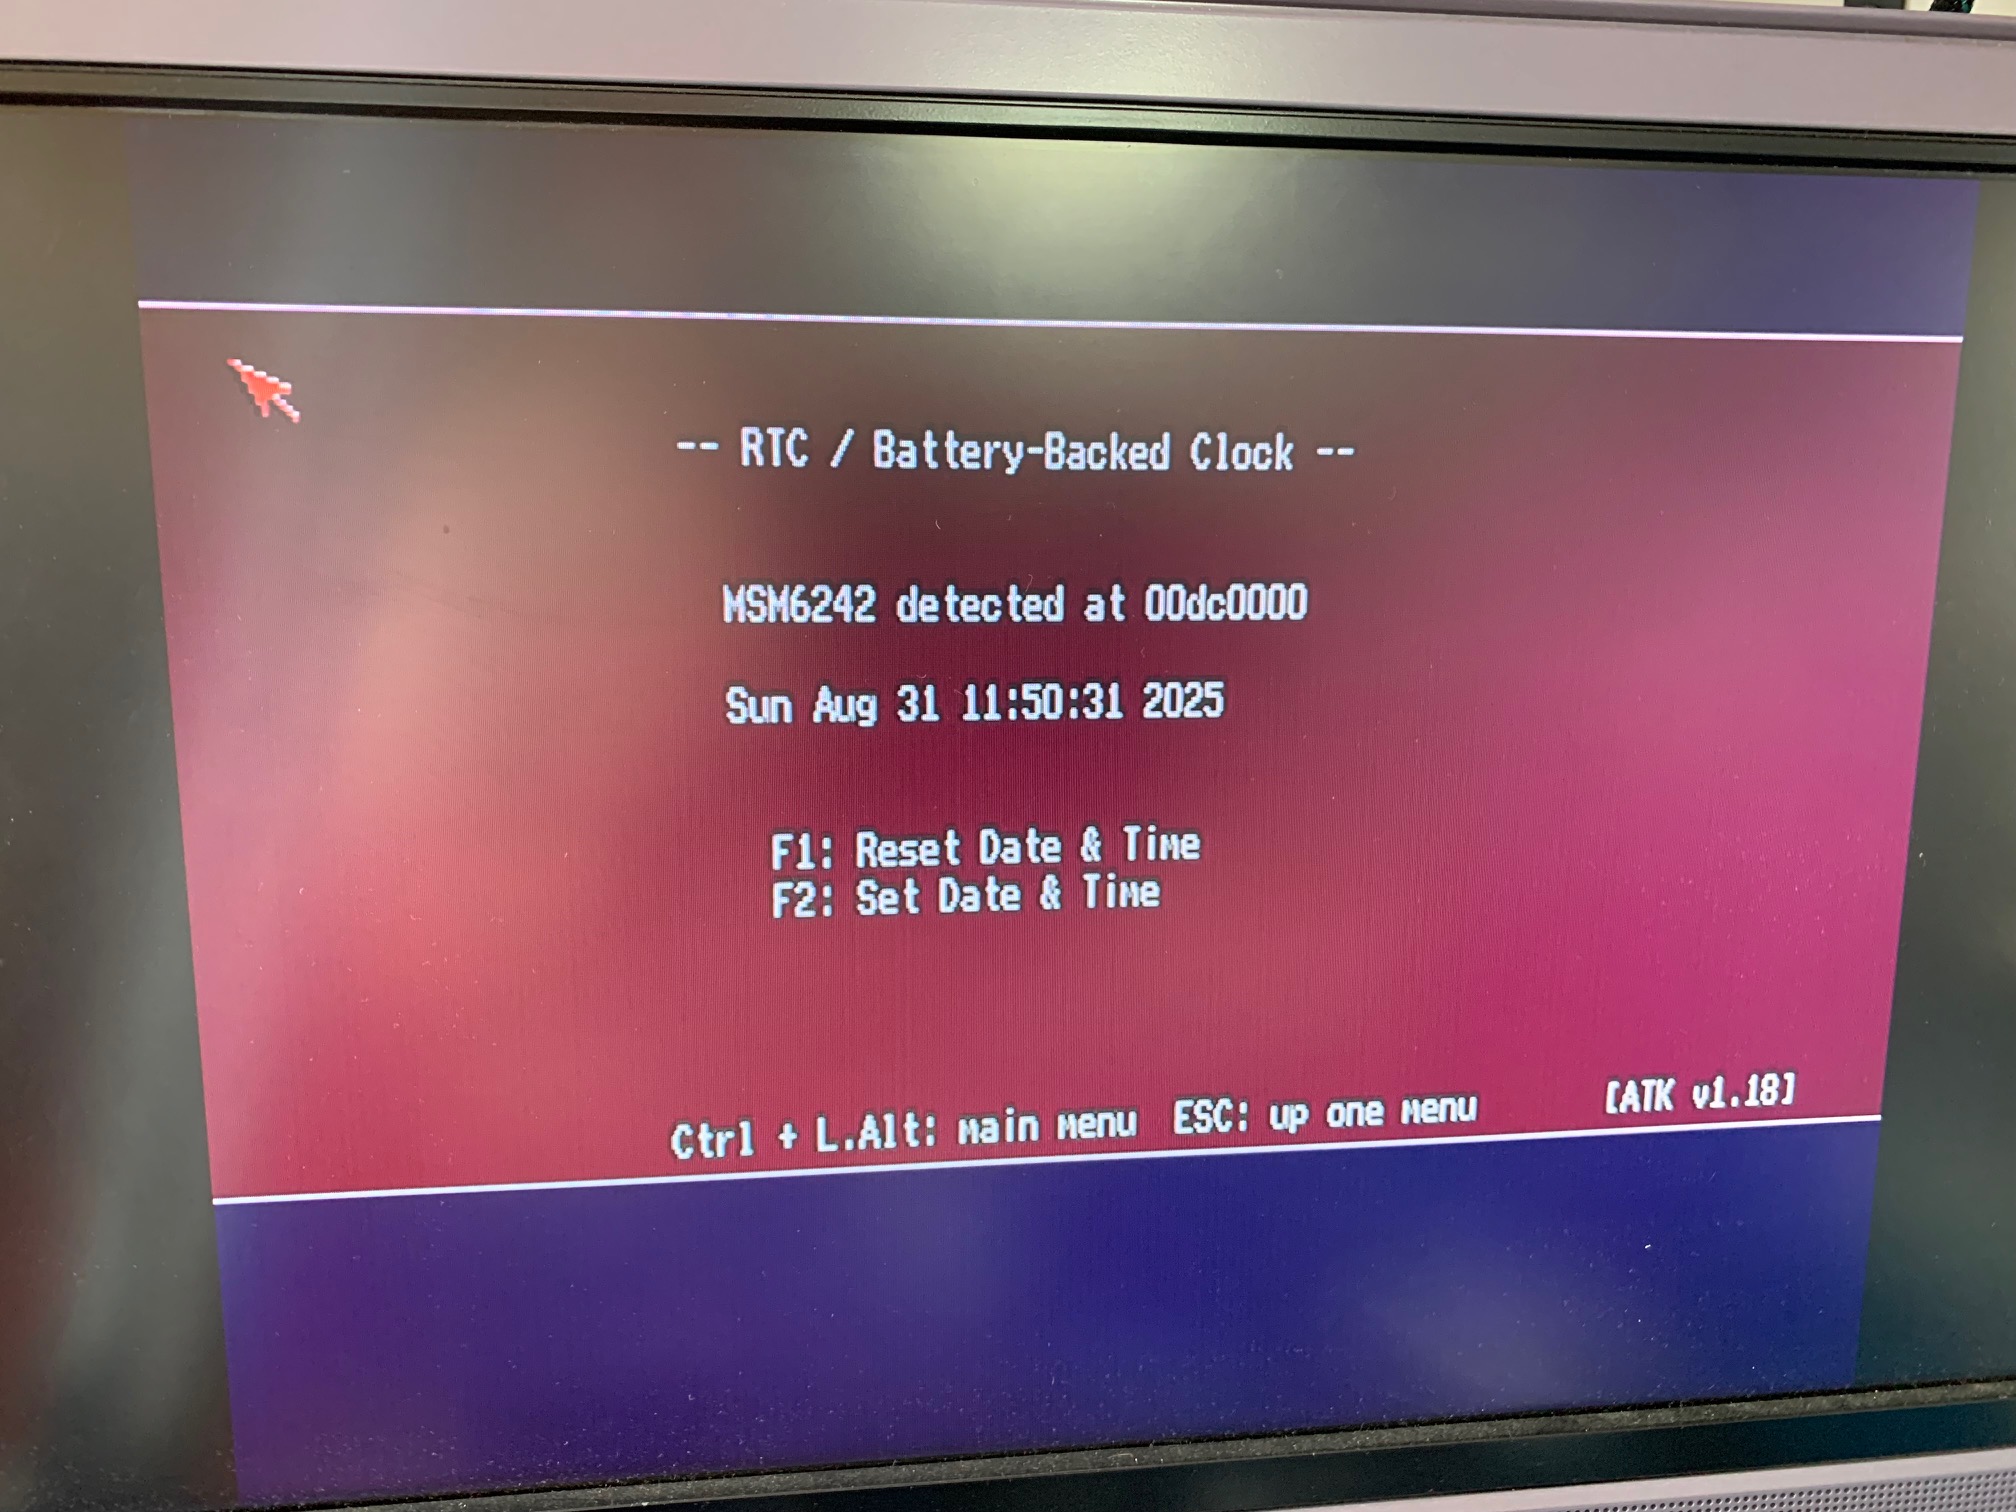 -- RTC / Battery-Backed Clock --
MSM6242 detected at 00dc0000
Sun Aug 31 11:50:31 2025
F1: Reset Date & Time
F2: Set Date & Time
Ctrl + L.Alt: main menu  ESC: up one menu  [ATK v1.18]